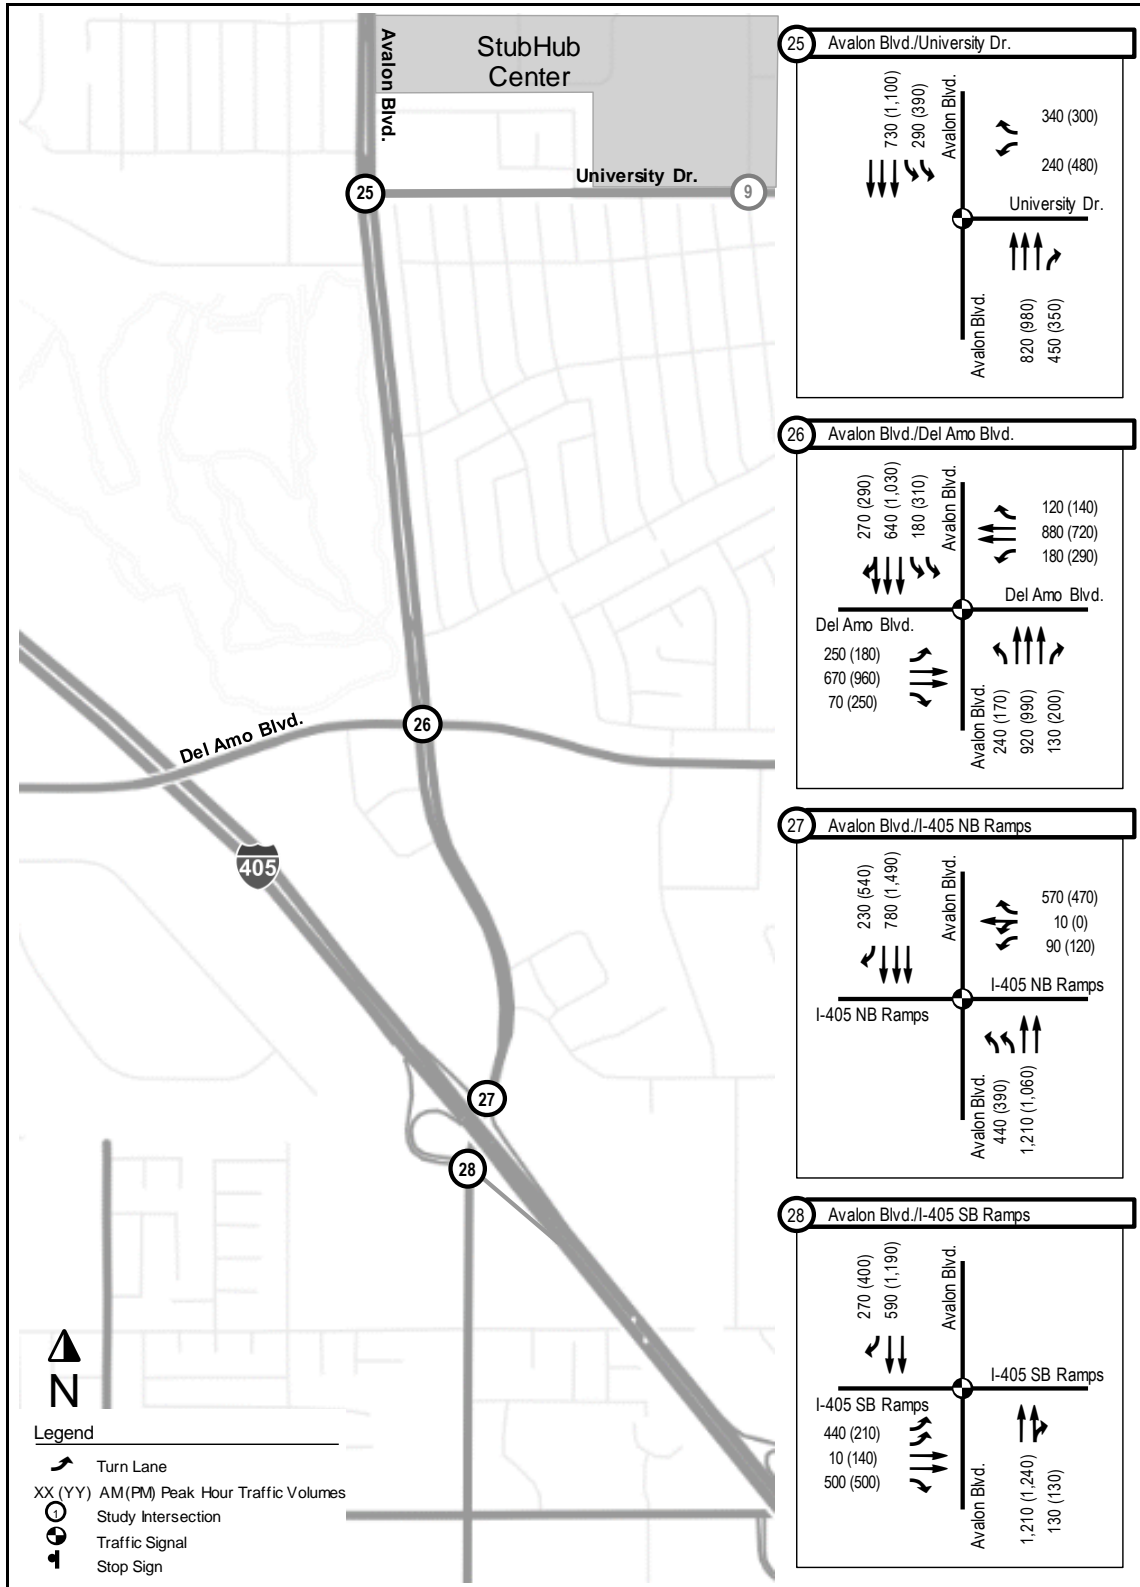 StubHub
Center
Avalon Blvd.
University Dr.
25
9
26
Del Amo Blvd.
405
27
28
N
Legend
Turn Lane
XX (YY) AM(PM) Peak Hour Traffic Volumes
1 Study Intersection
Traffic Signal
Stop Sign
25 Avalon Blvd./University Dr.
730 (1,100)
290 (390)
Avalon Blvd.
340 (300)
240 (480)
University Dr.
Avalon Blvd.
820 (980)
450 (350)
26 Avalon Blvd./Del Amo Blvd.
270 (290)
640 (1,030)
180 (310)
Avalon Blvd.
120 (140)
880 (720)
180 (290)
Del Amo Blvd.
Del Amo Blvd.
250 (180)
670 (960)
70 (250)
Avalon Blvd.
240 (170)
920 (990)
130 (200)
27 Avalon Blvd./I-405 NB Ramps
230 (540)
780 (1,490)
Avalon Blvd.
570 (470)
10 (0)
90 (120)
I-405 NB Ramps
I-405 NB Ramps
Avalon Blvd.
440 (390)
1,210 (1,060)
28 Avalon Blvd./I-405 SB Ramps
270 (400)
590 (1,190)
Avalon Blvd.
I-405 SB Ramps
I-405 SB Ramps
440 (210)
10 (140)
500 (500)
Avalon Blvd.
1,210 (1,240)
130 (130)